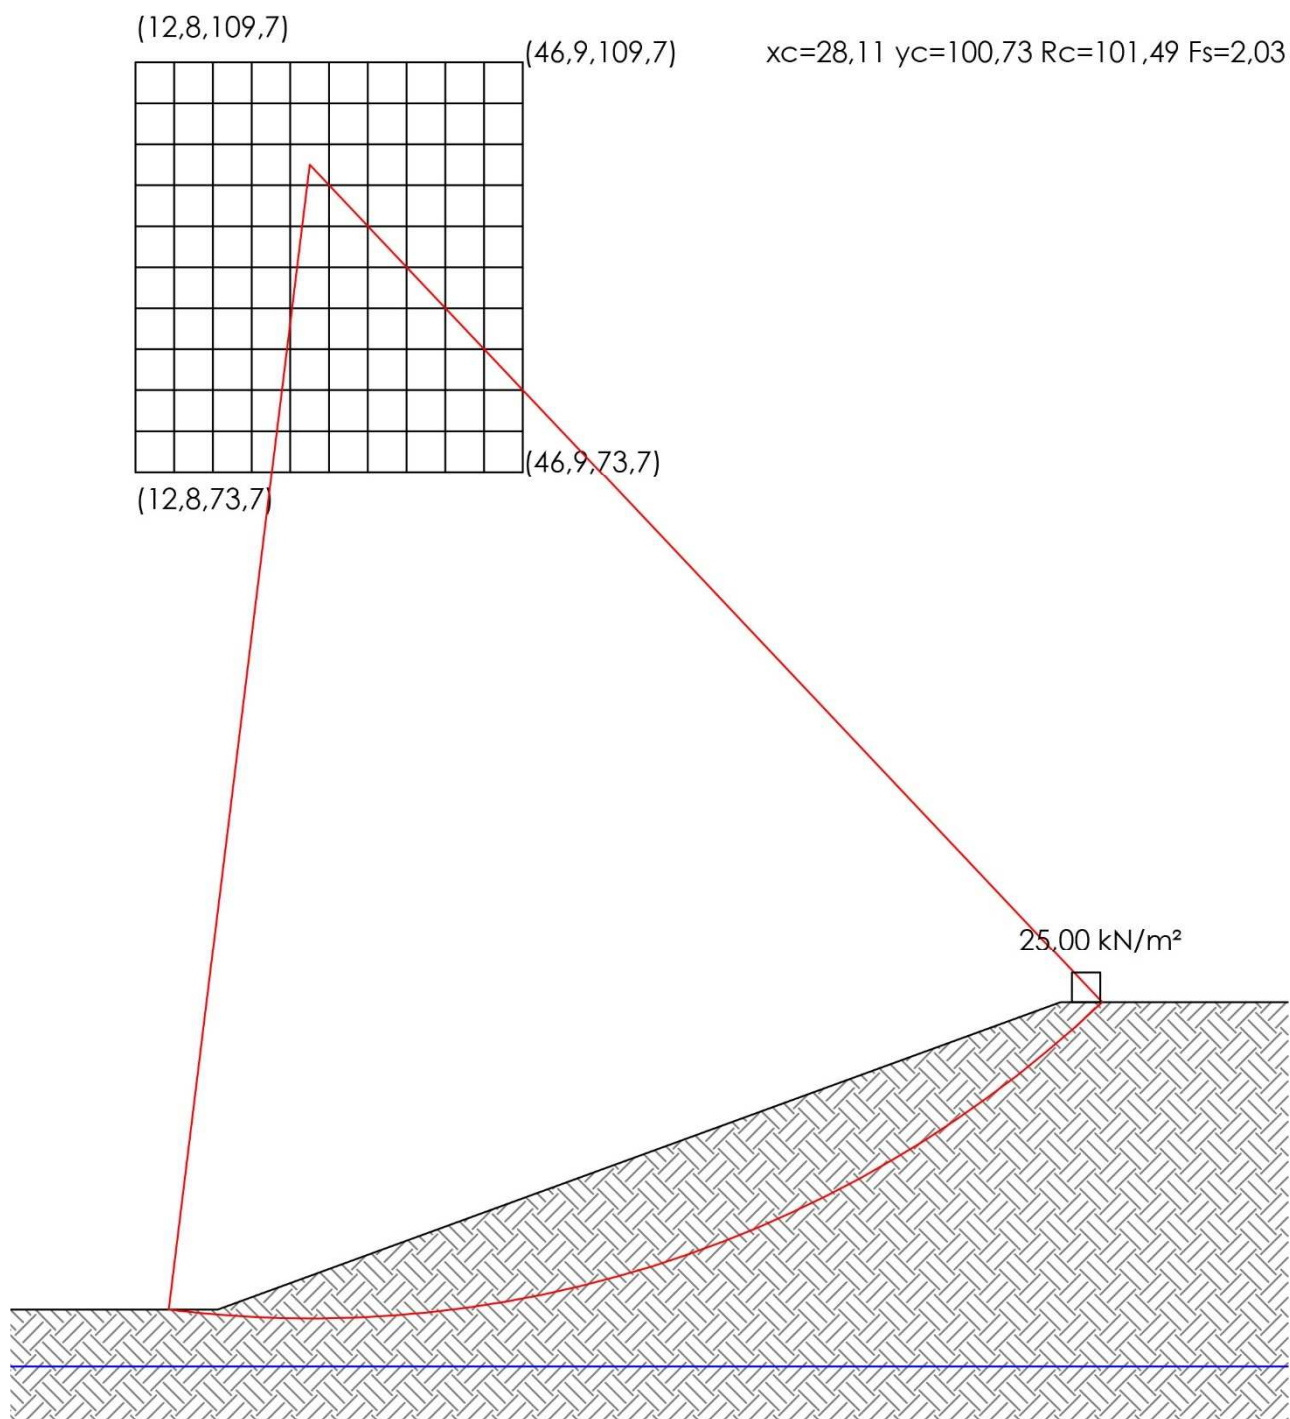 (12,8,109,7)
(46,9,109,7)
xc=28,11 yc=100,73 Rc=101,49 Fs=2,03
(46,9,73,7)
(12,8,73,7)
25,00 kN/m²